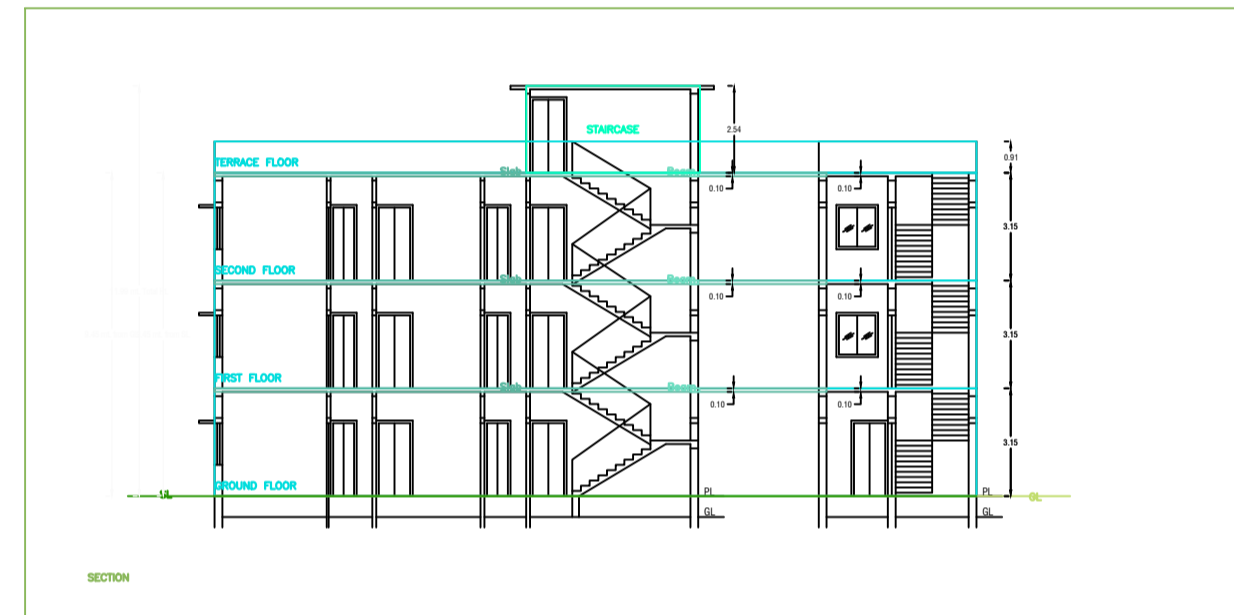 STAIRCASE
2.54
TERRACE FLOOR
0.91
Slab
Beam
0.10
0.10
3.15
SECOND FLOOR
Slab
Beam
0.10
0.10
3.15
FIRST FLOOR
Slab
Beam
0.10
0.10
3.15
GROUND FLOOR
PL
PL
GL
GL
GL
SECTION